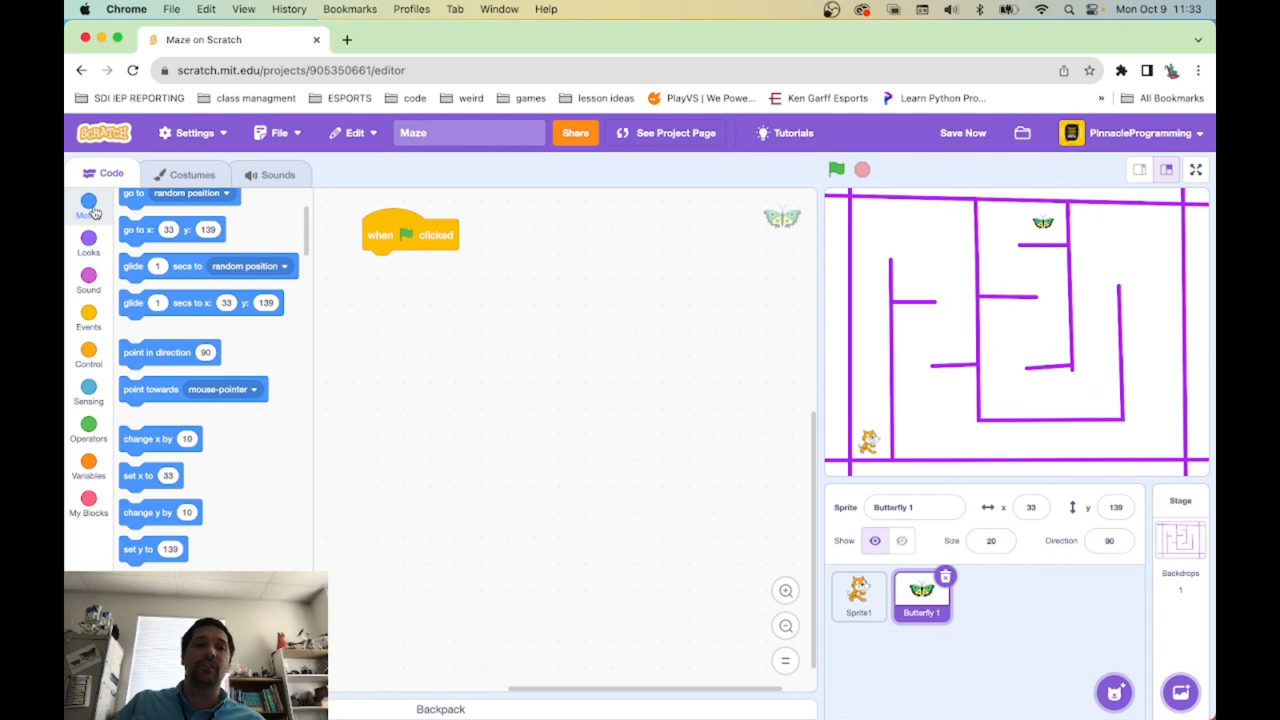 Chrome File Edit View History Bookmarks Profiles Tab Window Help Mon Oct 9 11:33
Maze on Scratch
scratch.mit.edu/projects/905350661/editor
SDI IEP REPORTING class managment ESPORTS code weird games lesson ideas PlayVS | We Powe... Ken Garff Esports Learn Python Pro... » All Bookmarks
SCRATCH Settings File Edit Maze Share See Project Page Tutorials Save Now PinnacleProgramming
Code Costumes Sounds
go to random position
go to x: 33 y: 139
glide 1 secs to random position
glide 1 secs to x: 33 y: 139
point in direction 90
point towards mouse-pointer
change x by 10
set x to 33
change y by 10
set y to 139
Looks
Sound
Events
Control
Sensing
Operators
Variables
My Blocks
when clicked
Sprite Butterfly 1 x 33 y 139
Show Size 20 Direction 90
Sprite1
Butterfly 1
Stage
Backdrops
1
Backpack